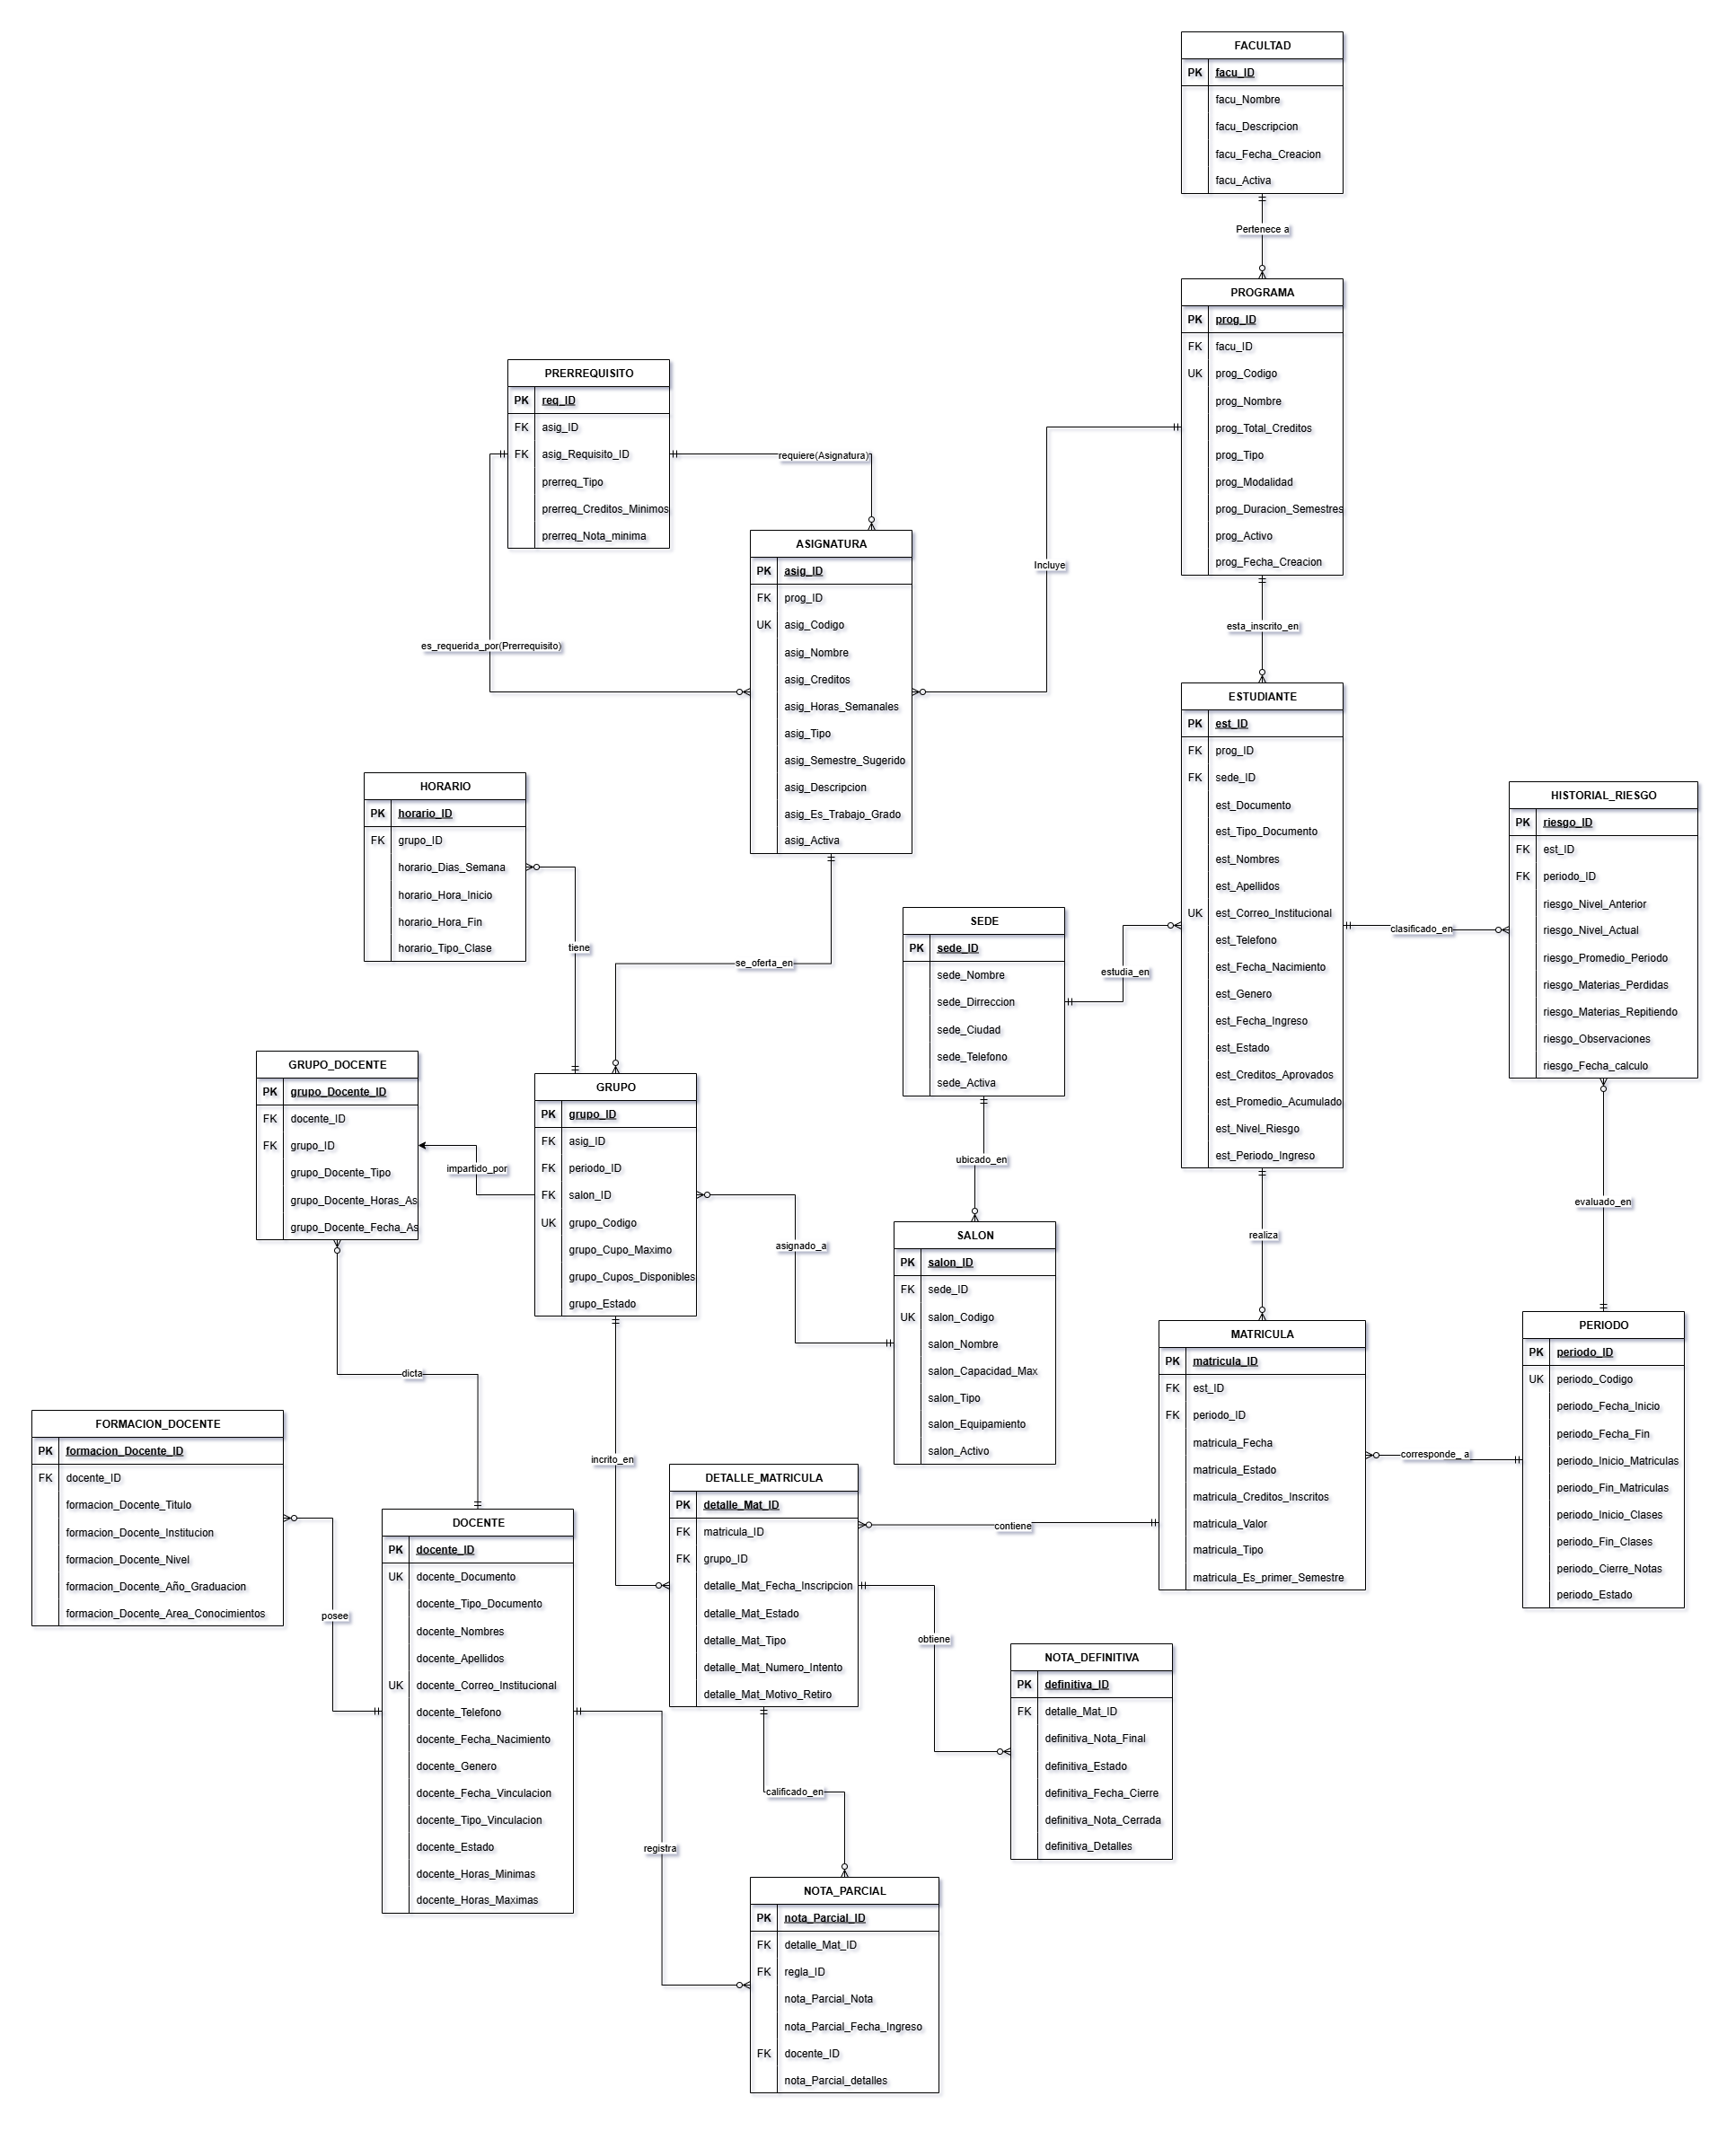 FACULTAD
PK facu_ID
facu_Nombre
facu_Descripcion
facu_Fecha_Creacion
facu_Activa
Pertenece a
PROGRAMA
PK prog_ID
FK facu_ID
UK prog_Codigo
prog_Nombre
prog_Total_Creditos
prog_Tipo
prog_Modalidad
prog_Duracion_Semestres
prog_Activo
prog_Fecha_Creacion
PRERREQUISITO
PK req_ID
FK asig_ID
FK asig_Requisito_ID
prerreq_Tipo
prerreq_Creditos_Minimos
prerreq_Nota_minima
requiere(Asignatura)
es_requerida_por(Prerrequisito)
Incluye
esta_inscrito_en
ASIGNATURA
PK asig_ID
FK prog_ID
UK asig_Codigo
asig_Nombre
asig_Creditos
asig_Horas_Semanales
asig_Tipo
asig_Semestre_Sugerido
asig_Descripcion
asig_Es_Trabajo_Grado
asig_Activa
ESTUDIANTE
PK est_ID
FK prog_ID
FK sede_ID
est_Documento
est_Tipo_Documento
est_Nombres
est_Apellidos
UK est_Correo_Institucional
est_Telefono
est_Fecha_Nacimiento
est_Genero
est_Fecha_Ingreso
est_Estado
est_Creditos_Aprovados
est_Promedio_Acumulado
est_Nivel_Riesgo
est_Periodo_Ingreso
HISTORIAL_RIESGO
PK riesgo_ID
FK est_ID
FK periodo_ID
riesgo_Nivel_Anterior
riesgo_Nivel_Actual
riesgo_Promedio_Periodo
riesgo_Materias_Perdidas
riesgo_Materias_Repitiendo
riesgo_Observaciones
riesgo_Fecha_calculo
clasificado_en
HORARIO
PK horario_ID
FK grupo_ID
horario_Dias_Semana
horario_Hora_Inicio
horario_Hora_Fin
horario_Tipo_Clase
tiene
se_oferta_en
SEDE
PK sede_ID
sede_Nombre
sede_Dirreccion
sede_Ciudad
sede_Telefono
sede_Activa
estudia_en
ubicado_en
GRUPO_DOCENTE
PK grupo_Docente_ID
FK docente_ID
FK grupo_ID
grupo_Docente_Tipo
grupo_Docente_Horas_As
grupo_Docente_Fecha_As
impartido_por
GRUPO
PK grupo_ID
FK asig_ID
FK periodo_ID
FK salon_ID
UK grupo_Codigo
grupo_Cupo_Maximo
grupo_Cupos_Disponibles
grupo_Estado
asignado_a
SALON
PK salon_ID
FK sede_ID
UK salon_Codigo
salon_Nombre
salon_Capacidad_Max
salon_Tipo
salon_Equipamiento
salon_Activo
realiza
evaluado_en
MATRICULA
PK matricula_ID
FK est_ID
FK periodo_ID
matricula_Fecha
matricula_Estado
matricula_Creditos_Inscritos
matricula_Valor
matricula_Tipo
matricula_Es_primer_Semestre
corresponde_ a
PERIODO
PK periodo_ID
UK periodo_Codigo
periodo_Fecha_Inicio
periodo_Fecha_Fin
periodo_Inicio_Matriculas
periodo_Fin_Matriculas
periodo_Inicio_Clases
periodo_Fin_Clases
periodo_Cierre_Notas
periodo_Estado
dicta
FORMACION_DOCENTE
PK formacion_Docente_ID
FK docente_ID
formacion_Docente_Titulo
formacion_Docente_Institucion
formacion_Docente_Nivel
formacion_Docente_Año_Graduacion
formacion_Docente_Area_Conocimientos
posee
incrito_en
DOCENTE
PK docente_ID
UK docente_Documento
docente_Tipo_Documento
docente_Nombres
docente_Apellidos
UK docente_Correo_Institucional
docente_Telefono
docente_Fecha_Nacimiento
docente_Genero
docente_Fecha_Vinculacion
docente_Tipo_Vinculacion
docente_Estado
docente_Horas_Minimas
docente_Horas_Maximas
DETALLE_MATRICULA
PK detalle_Mat_ID
FK matricula_ID
FK grupo_ID
detalle_Mat_Fecha_Inscripcion
detalle_Mat_Estado
detalle_Mat_Tipo
detalle_Mat_Numero_Intento
detalle_Mat_Motivo_Retiro
contiene
obtiene
NOTA_DEFINITIVA
PK definitiva_ID
FK detalle_Mat_ID
definitiva_Nota_Final
definitiva_Estado
definitiva_Fecha_Cierre
definitiva_Nota_Cerrada
definitiva_Detalles
calificado_en
registra
NOTA_PARCIAL
PK nota_Parcial_ID
FK detalle_Mat_ID
FK regla_ID
nota_Parcial_Nota
nota_Parcial_Fecha_Ingreso
FK docente_ID
nota_Parcial_detalles